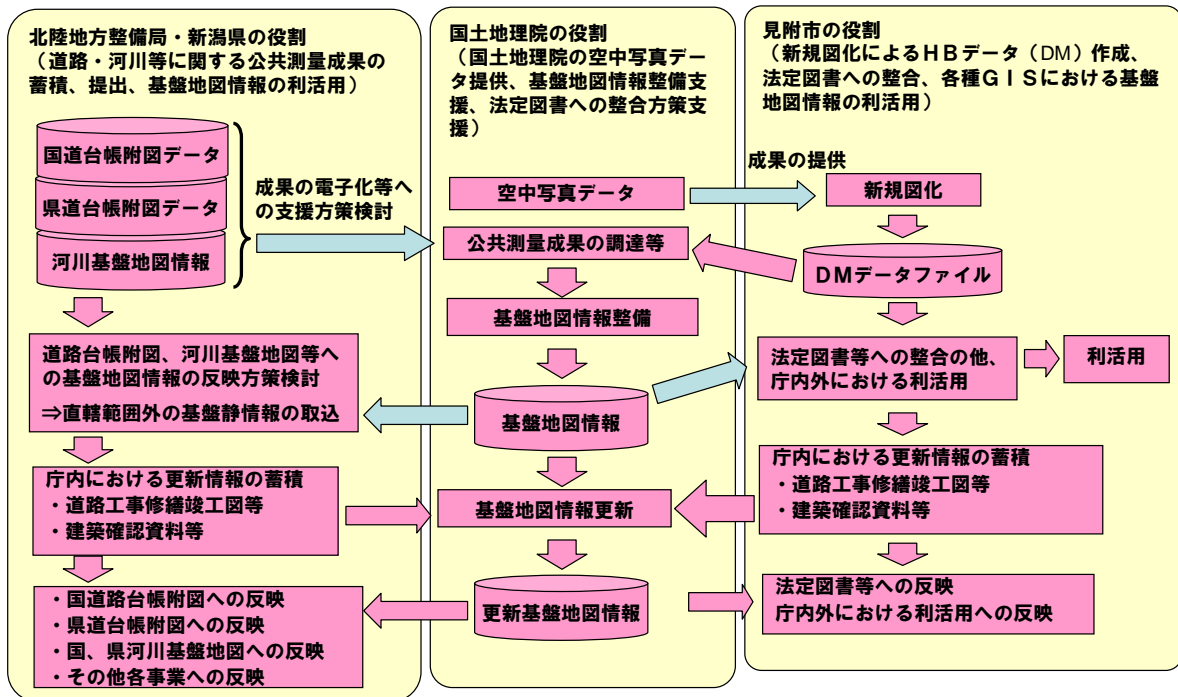 北陸地方整備局・新潟県の役割
（道路・河川等に関する公共測量成果の
蓄積、提出、基盤地図情報の利活用）
国道台帳附図データ
県道台帳附図データ
河川基盤地図情報
成果の電子化等へ
の支援方策検討
道路台帳附図、河川基盤地図等へ
の基盤地図情報の反映方策検討
⇒直轄範囲外の基盤静情報の取込
庁内における更新情報の蓄積
・道路工事修繕竣工図等
・建築確認資料等
・国道路台帳附図への反映
・県道台帳附図への反映
・国、県河川基盤地図への反映
・その他各事業への反映
国土地理院の役割
（国土地理院の空中写真デー
タ提供、基盤地図情報整備支
援、法定図書への整合方策支
援）
空中写真データ
公共測量成果の調達等
基盤地図情報整備
基盤地図情報
基盤地図情報更新
更新基盤地図情報
見附市の役割
（新規図化によるＨＢデータ（DM）作成、
法定図書への整合、各種ＧＩＳにおける基盤
地図情報の利活用）
成果の提供
新規図化
ＤＭデータファイル
法定図書等への整合の他、
庁内外における利活用
利活用
庁内における更新情報の蓄積
・道路工事修繕竣工図等
・建築確認資料等
法定図書等への反映
庁内外における利活用への反映